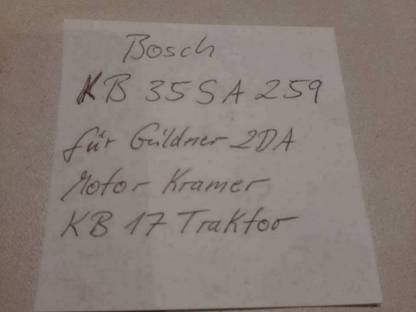 Bosch
KB 35 SA 259
für Güldner 2DA
Motor Kramer
KB 17 Traktor